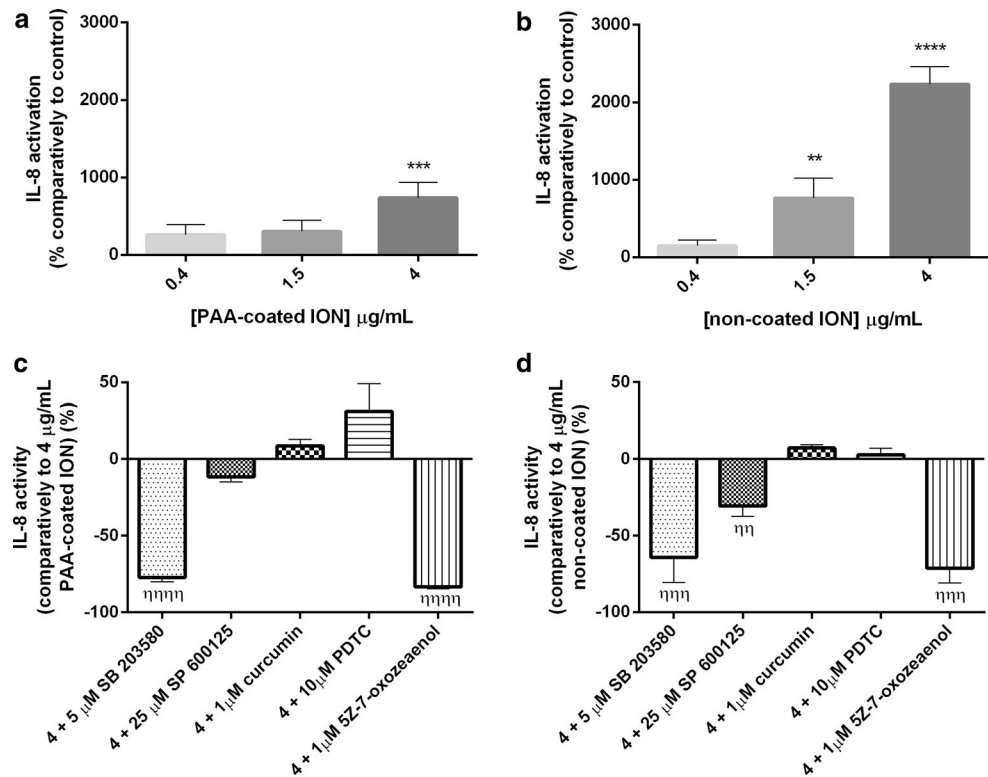 a
IL-8 activation
(% comparatively to control)
3000
2000
1000
0
***
0.4
1.5
4
[PAA-coated ION] μg/mL
b
IL-8 activation
(% comparatively to control)
3000
2000
1000
0
**
****
0.4
1.5
4
[non-coated ION] μg/mL
c
IL-8 activity
(comparatively to 4 μg/mL
PAA-coated ION) (%)
50
0
-50
-100
ηηηη
ηηηη
4 + 5 μM SB 203580
4 + 25 μM SP 600125
4 + 1μM curcumin
4 + 10μM PDTC
4 + 1μM 5Z-7-oxozeaenol
d
IL-8 activity
(comparatively to 4 μg/mL
non-coated ION) (%)
50
0
-50
-100
ηηη
ηη
ηηη
4 + 5 μM SB 203580
4 + 25 μM SP 600125
4 + 1μM curcumin
4 + 10μM PDTC
4 + 1μM 5Z-7-oxozeaenol